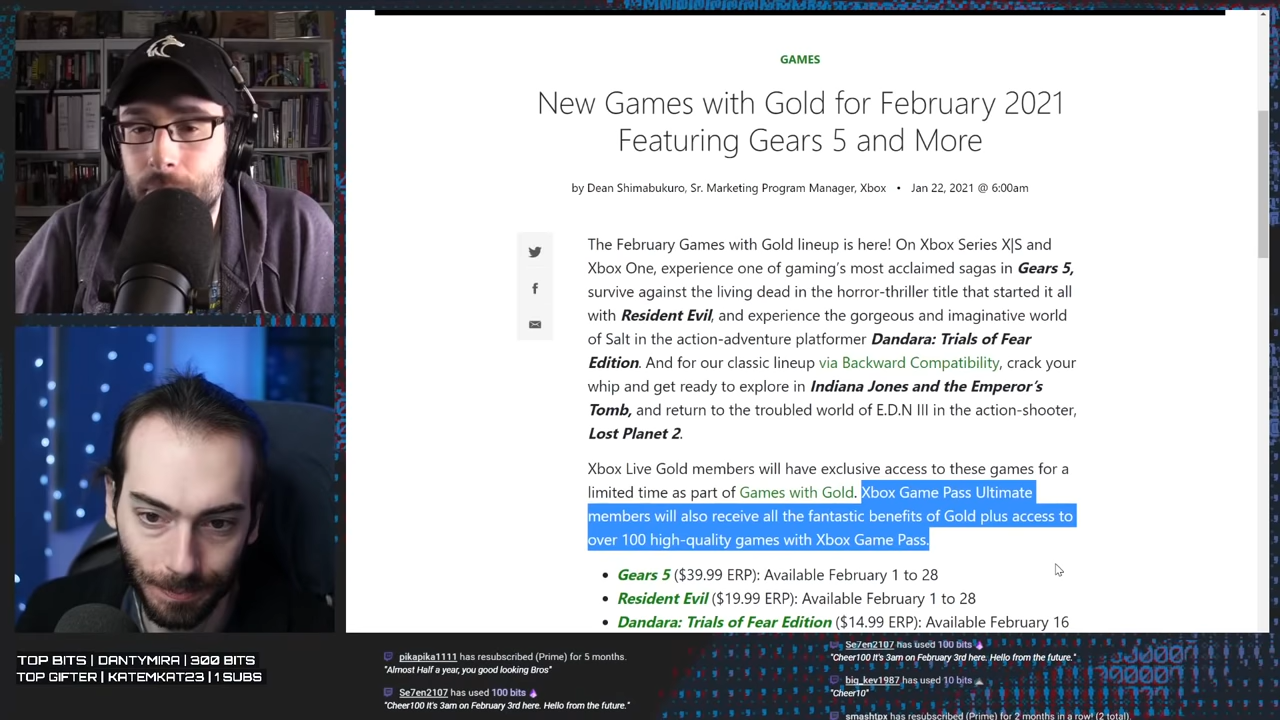 GAMES
New Games with Gold for February 2021
Featuring Gears 5 and More
by Dean Shimabukuro, Sr. Marketing Program Manager, Xbox • Jan 22, 2021 @ 6:00am
The February Games with Gold lineup is here! On Xbox Series X|S and
Xbox One, experience one of gaming's most acclaimed sagas in Gears 5,
survive against the living dead in the horror-thriller title that started it all
with Resident Evil, and experience the gorgeous and imaginative world
of Salt in the action-adventure platformer Dandara: Trials of Fear
Edition. And for our classic lineup via Backward Compatibility, crack your
whip and get ready to explore in Indiana Jones and the Emperor's
Tomb, and return to the troubled world of E.D.N III in the action-shooter,
Lost Planet 2.
Xbox Live Gold members will have exclusive access to these games for a
limited time as part of Games with Gold. Xbox Game Pass Ultimate
members will also receive all the fantastic benefits of Gold plus access to
over 100 high-quality games with Xbox Game Pass.
• Gears 5 ($39.99 ERP): Available February 1 to 28
• Resident Evil ($19.99 ERP): Available February 1 to 28
• Dandara: Trials of Fear Edition ($14.99 ERP): Available February 16
TOP BITS | DANTYMIRA | 300 BITS
TOP GIFTER | KATEMKAT23 | 1 SUBS
pikapika1111 has resubscribed (Prime) for 5 months.
"Almost Half a year, you good looking Bros"
Se7en2107 has used 100 bits
"Cheer100 It's 3am on February 3rd here. Hello from the future."
Se7en2107 has used 100 bits
"Cheer100 It's 3am on February 3rd here. Hello from the future."
big_kev1987 has used 10 bits
"Cheer10"
smashtpx has resubscribed (Prime) for 2 months in a row! (2 total).